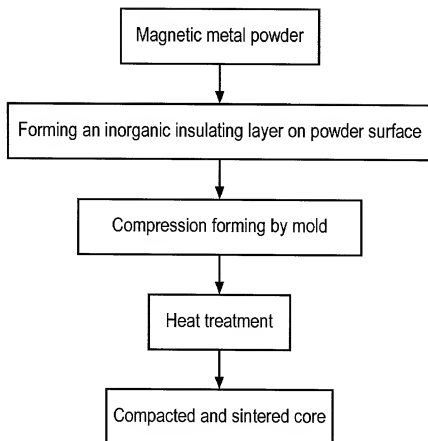 Magnetic metal powder
Forming an inorganic insulating layer on powder surface
Compression forming by mold
Heat treatment
Compacted and sintered core